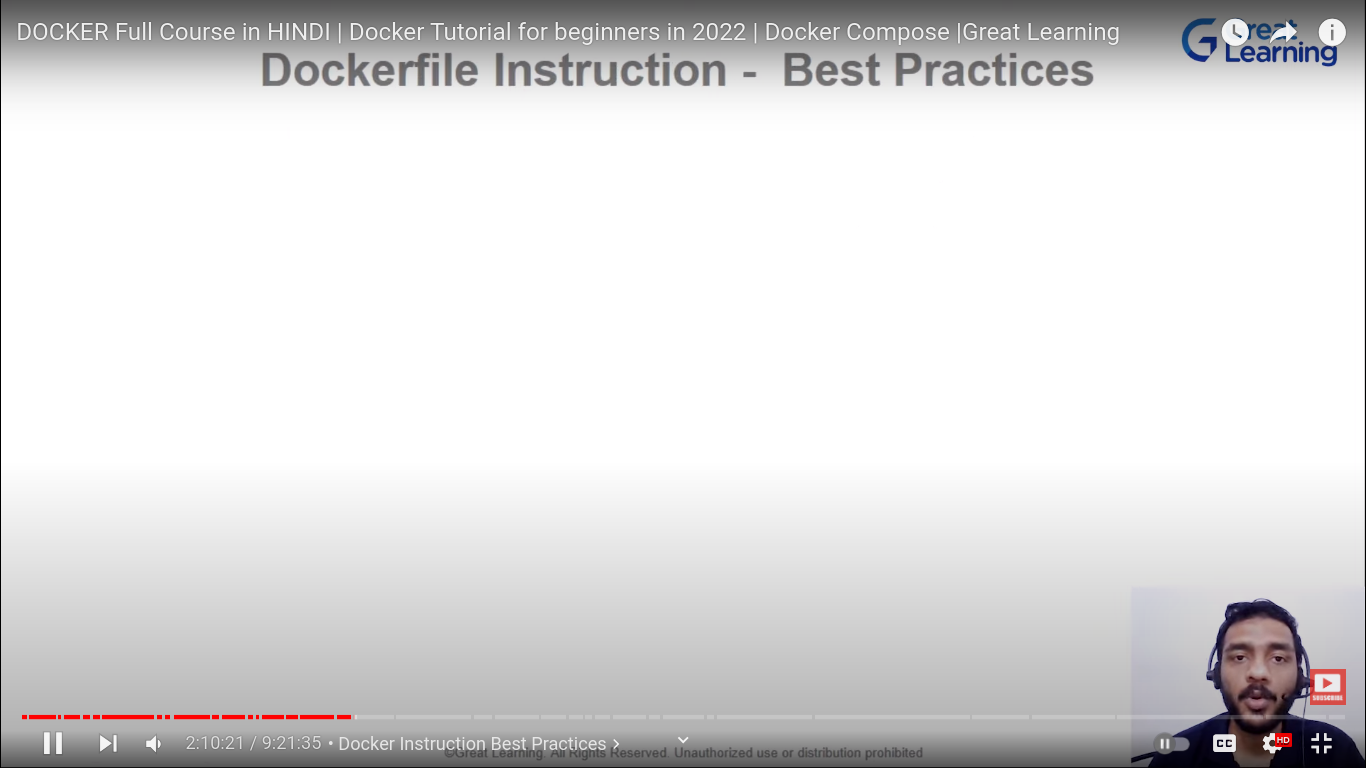 DOCKER Full Course in HINDI | Docker Tutorial for beginners in 2022 | Docker Compose |Great Learning
Great
Learning
Dockerfile Instruction - Best Practices
SUBSCRIBE
2:10:21 / 9:21:35 • Docker Instruction Best Practices
CC
HD
©Great Learning. All Rights Reserved. Unauthorized use or distribution prohibited